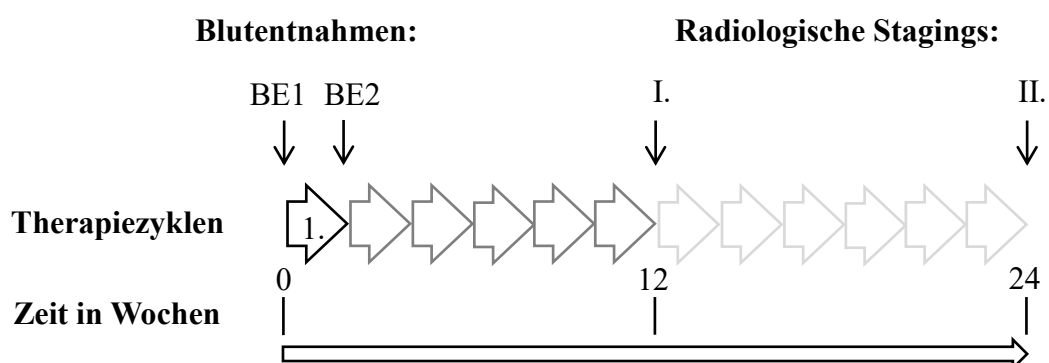 Blutentnahmen: Radiologische Stagings:
BE1 BE2 I. II.
Therapiezyklen 1.
0 12 24
Zeit in Wochen